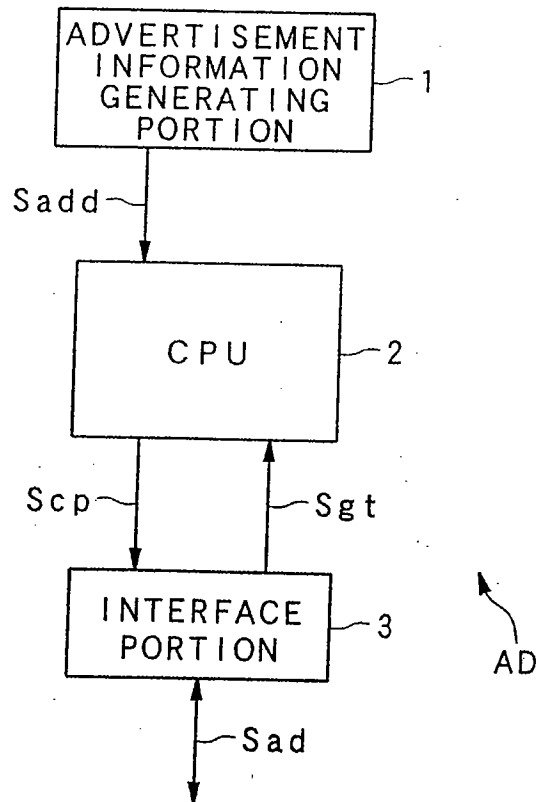 ADVERTISEMENT
INFORMATION
GENERATING
PORTION
1
Sadd
CPU
2
Scp
Sgt
INTERFACE
PORTION
3
AD
Sad